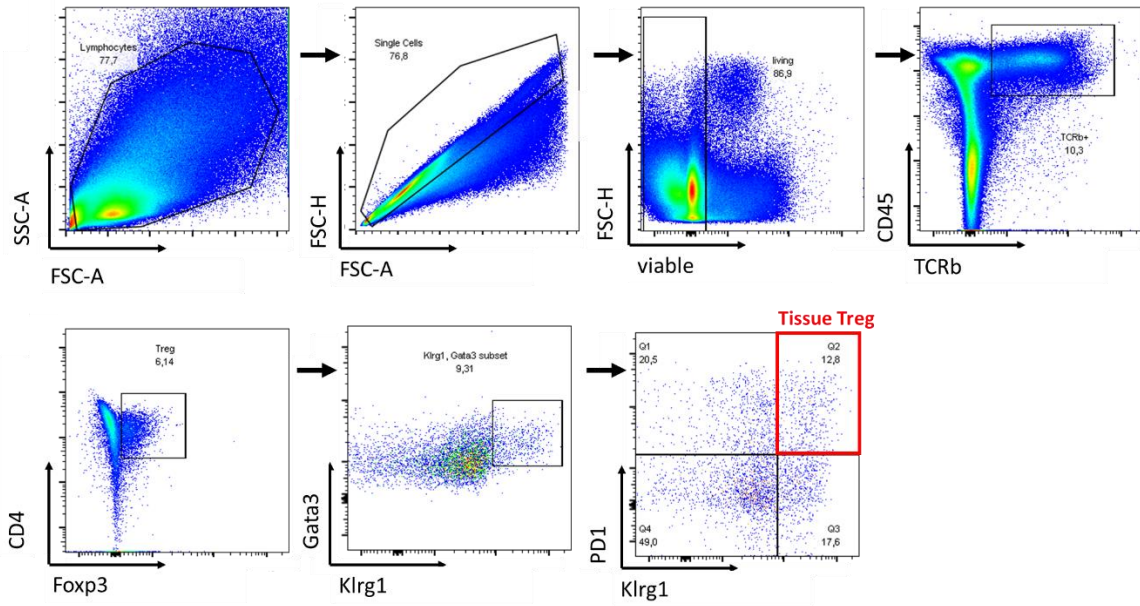 Lymphocytes
77,7
SSC-A
FSC-A
Single Cells
76,8
FSC-H
FSC-A
living
86,9
FSC-H
viable
TCRb+
10,3
CD45
TCRb
Treg
6,14
CD4
Foxp3
Klrg1, Gata3 subset
9,31
Gata3
Klrg1
Tissue Treg
Q1
20,5
Q2
12,8
Q4
49,0
Q3
17,6
PD1
Klrg1